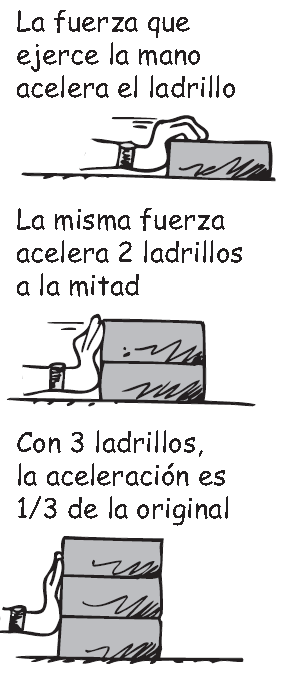 La fuerza que
ejerce la mano
acelera el ladrillo
La misma fuerza
acelera 2 ladrillos
a la mitad
Con 3 ladrillos,
la aceleración es
1/3 de la original